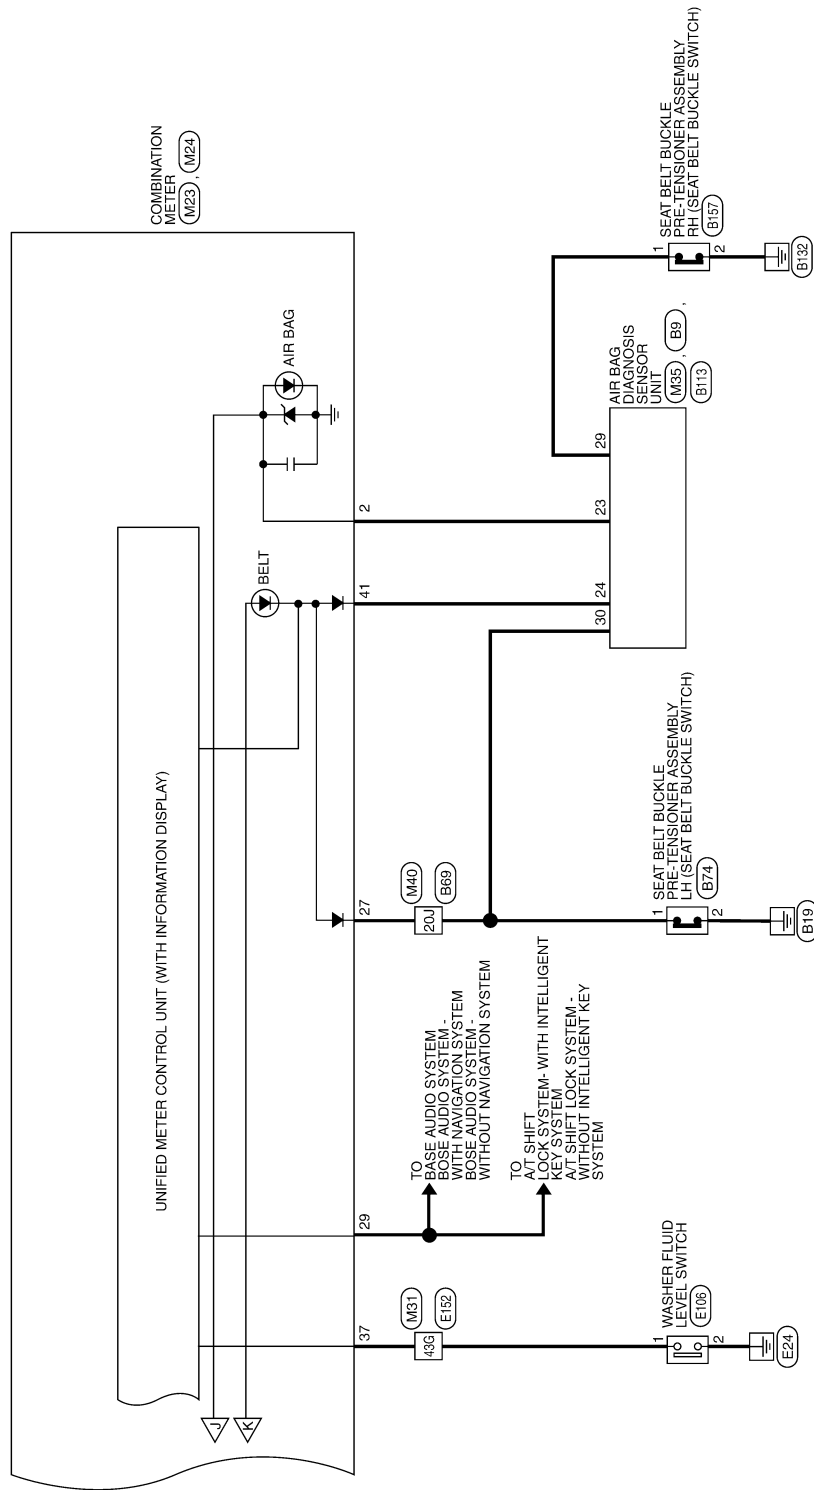 COMBINATION
METER
M23 , M24
UNIFIED METER CONTROL UNIT (WITH INFORMATION DISPLAY)
J
K
BELT
AIR BAG
37
29
27
41
2
M31
43G
E152
TO
BASE AUDIO SYSTEM
BOSE AUDIO SYSTEM -
WITH NAVIGATION SYSTEM
BOSE AUDIO SYSTEM -
WITHOUT NAVIGATION SYSTEM
TO
A/T SHIFT
LOCK SYSTEM- WITH INTELLIGENT
KEY SYSTEM
A/T SHIFT LOCK SYSTEM -
WITHOUT INTELLIGENT KEY
SYSTEM
M40
20J
B69
30
24
23
29
AIR BAG
DIAGNOSIS
SENSOR
UNIT
M35 , B9 ,
B113
WASHER FLUID
LEVEL SWITCH
E106
1
2
E24
SEAT BELT BUCKLE
PRE-TENSIONER ASSEMBLY
LH (SEAT BELT BUCKLE SWITCH)
B74
1
2
B19
SEAT BELT BUCKLE
PRE-TENSIONER ASSEMBLY
RH (SEAT BELT BUCKLE SWITCH)
B157
1
2
B132